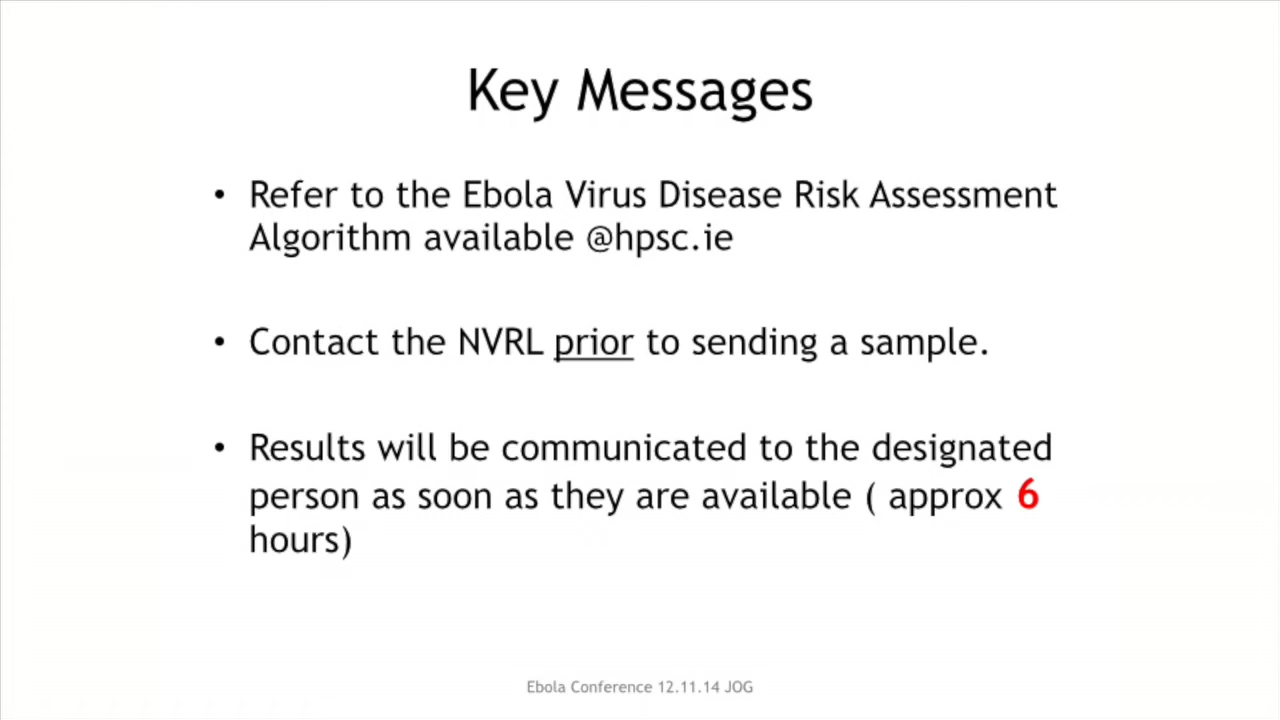 Key Messages
• Refer to the Ebola Virus Disease Risk Assessment
Algorithm available @hpsc.ie
• Contact the NVRL prior to sending a sample.
• Results will be communicated to the designated
person as soon as they are available ( approx 6
hours)
Ebola Conference 12.11.14 JOG